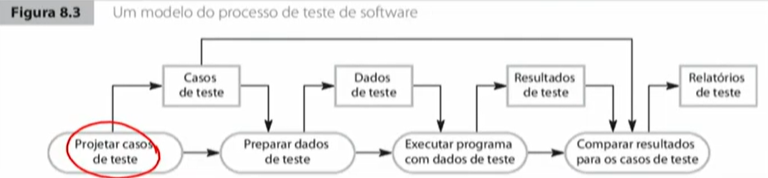 Figura 8.3 Um modelo do processo de teste de software
Casos
de teste
Dados
de teste
Resultados
de teste
Relatórios
de teste
Projetar casos
de teste
Preparar dados
de teste
Executar programa
com dados de teste
Comparar resultados
para os casos de teste